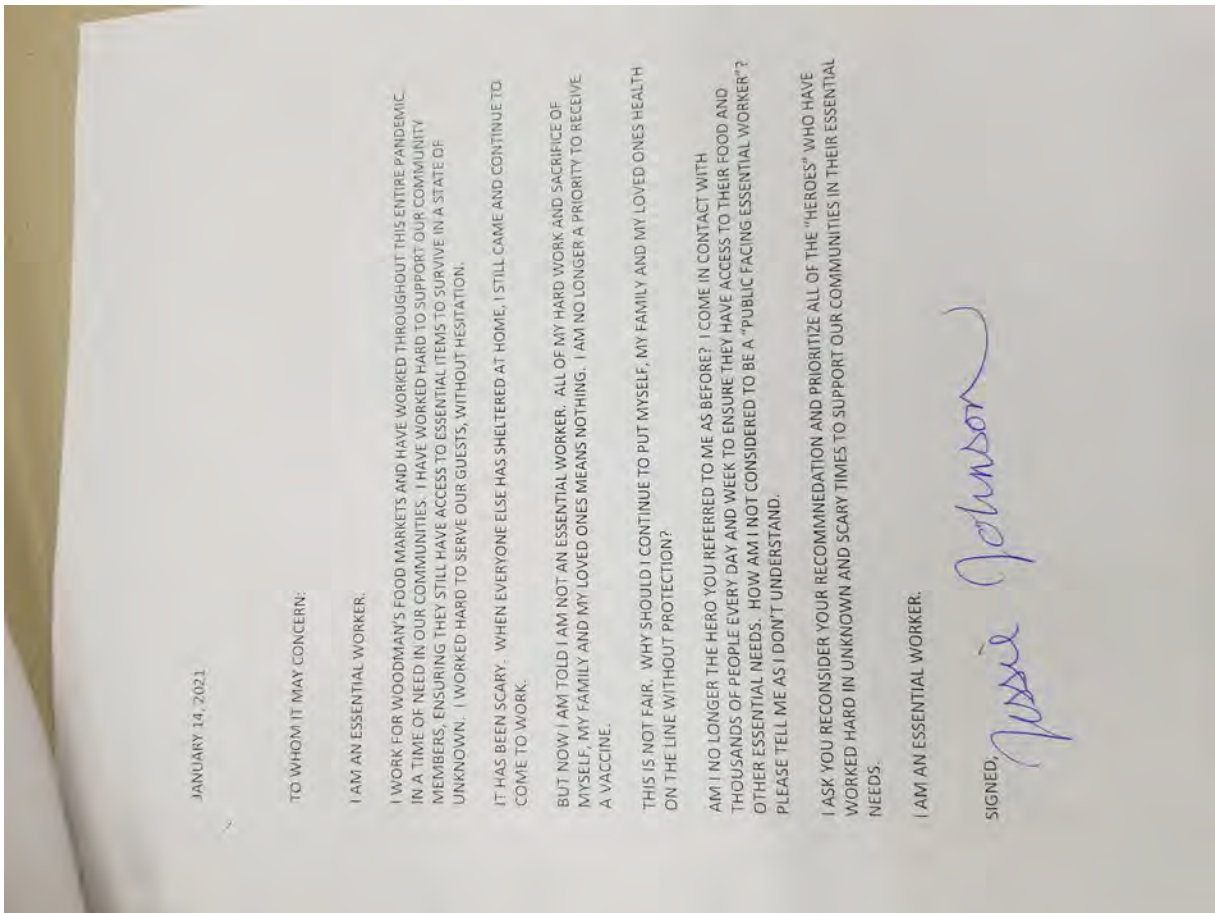 JANUARY 14, 2021
TO WHOM IT MAY CONCERN:
I AM AN ESSENTIAL WORKER.
I WORK FOR WOODMAN'S FOOD MARKETS AND HAVE WORKED THROUGHOUT THIS ENTIRE PANDEMIC
IN A TIME OF NEED IN OUR COMMUNITIES. I HAVE WORKED HARD TO SUPPORT OUR COMMUNITY
MEMBERS, ENSURING THEY STILL HAVE ACCESS TO ESSENTIAL ITEMS TO SURVIVE IN A STATE OF
UNKNOWN. I WORKED HARD TO SERVE OUR GUESTS, WITHOUT HESITATION.
IT HAS BEEN SCARY. WHEN EVERYONE ELSE HAS SHELTERED AT HOME, I STILL CAME AND CONTINUE TO
COME TO WORK.
BUT NOW I AM TOLD I AM NOT AN ESSENTIAL WORKER. ALL OF MY HARD WORK AND SACRIFICE OF
MYSELF, MY FAMILY AND MY LOVED ONES MEANS NOTHING. I AM NO LONGER A PRIORITY TO RECEIVE
A VACCINE.
THIS IS NOT FAIR. WHY SHOULD I CONTINUE TO PUT MYSELF, MY FAMILY AND MY LOVED ONES HEALTH
ON THE LINE WITHOUT PROTECTION?
AM I NO LONGER THE HERO YOU REFERRED TO ME AS BEFORE? I COME IN CONTACT WITH
THOUSANDS OF PEOPLE EVERY DAY AND WEEK TO ENSURE THEY HAVE ACCESS TO THEIR FOOD AND
OTHER ESSENTIAL NEEDS. HOW AM I NOT CONSIDERED TO BE A "PUBLIC FACING ESSENTIAL WORKER"?
PLEASE TELL ME AS I DON'T UNDERSTAND.
I ASK YOU RECONSIDER YOUR RECOMMNEDATION AND PRIORITIZE ALL OF THE "HEROES" WHO HAVE
WORKED HARD IN UNKNOWN AND SCARY TIMES TO SUPPORT OUR COMMUNITIES IN THEIR ESSENTIAL
NEEDS.
I AM AN ESSENTIAL WORKER.
SIGNED,
Jessie Johnson